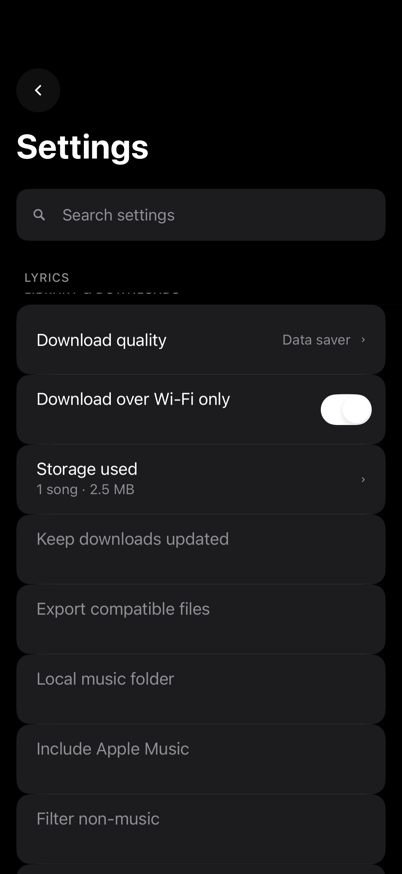 Settings
Search settings
LYRICS
Download quality
Data saver
Download over Wi-Fi only
Storage used
1 song · 2.5 MB
Keep downloads updated
Export compatible files
Local music folder
Include Apple Music
Filter non-music